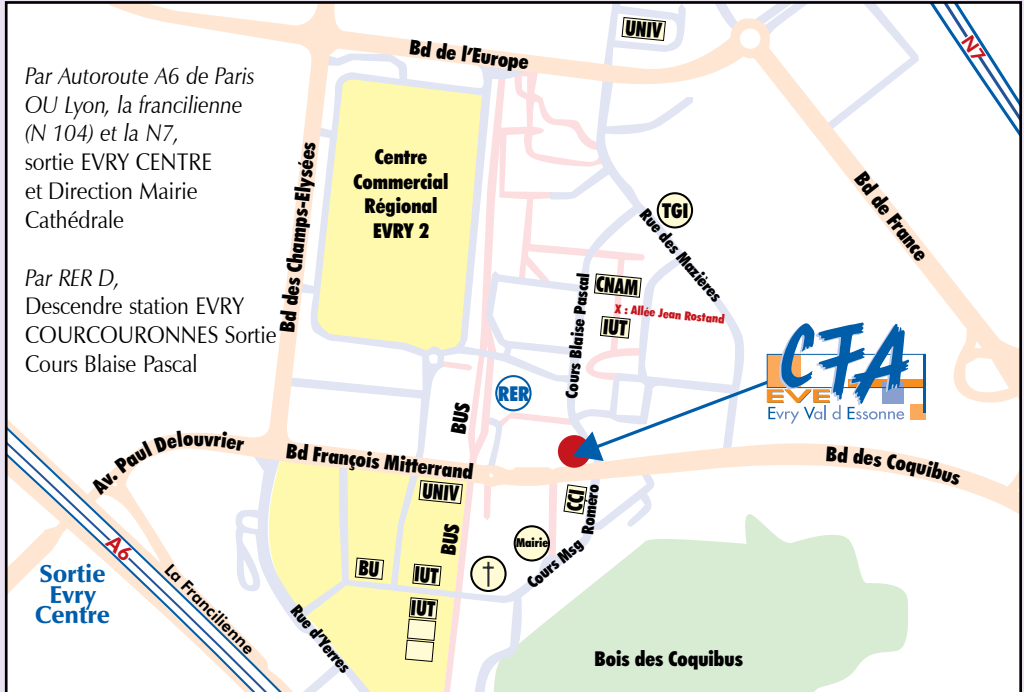 UNIV
N7
Bd de l'Europe
Par Autoroute A6 de Paris
OU Lyon, la francilienne
(N 104) et la N7,
sortie EVRY CENTRE
et Direction Mairie
Cathédrale
Par RER D,
Descendre station EVRY
COURCOURONNES Sortie
Cours Blaise Pascal
Bd des Champs-Elysées
Centre
Commercial
Régional
EVRY 2
TGI
Rue des Mazières
Bd de France
Cours Blaise Pascal
CNAM
X : Allée Jean Rostand
IUT
RER
CFA
EVE
Evry Val d Essonne
BUS
Av. Paul Delouvrier
Bd François Mitterrand
Bd des Coquibus
UNIV
CCI
Cours Msg Romero
BUS
Mairie
A6
La Francilienne
Sortie
Evry
Centre
BU
IUT
IUT
Rue d'Yerres
Bois des Coquibus